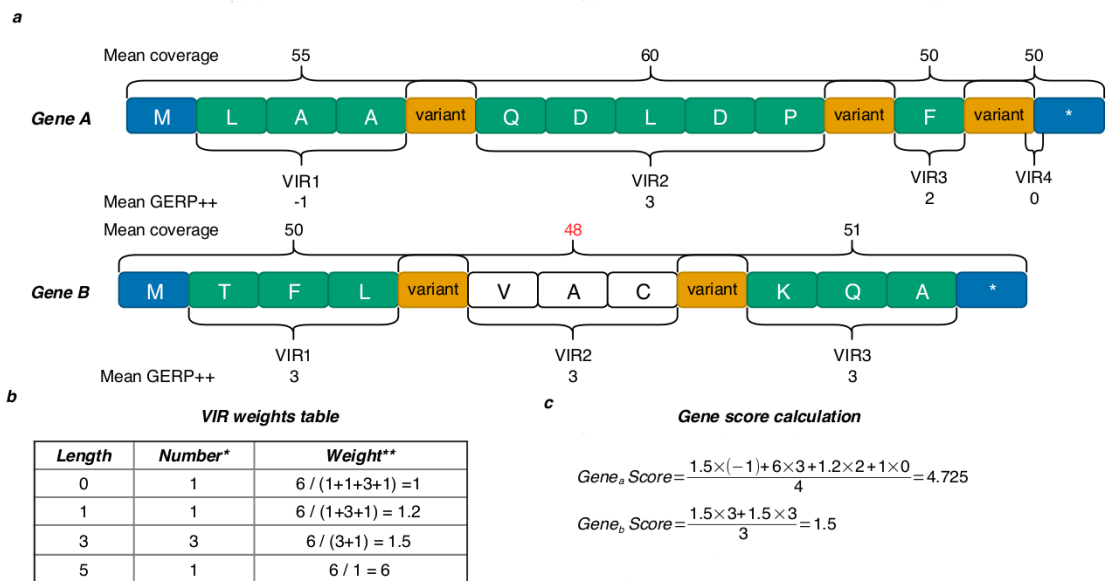 a
Mean coverage 55 60 50 50
Gene A M L A A variant Q D L D P variant F variant *
VIR1 VIR2 VIR3 VIR4
Mean GERP++ -1 3 2 0
Mean coverage 50 48 51
Gene B M T F L variant V A C variant K Q A *
VIR1 VIR2 VIR3
Mean GERP++ 3 3 3
b
VIR weights table
Length Number* Weight**
0 1 6 / (1+1+3+1) =1
1 1 6 / (1+3+1) = 1.2
3 3 6 / (3+1) = 1.5
5 1 6 / 1 = 6
c
Gene score calculation
Geneₐ Score = (1.5×(−1)+6×3+1.2×2+1×0)/4 = 4.725
Gene_b Score = (1.5×3+1.5×3)/3 = 1.5